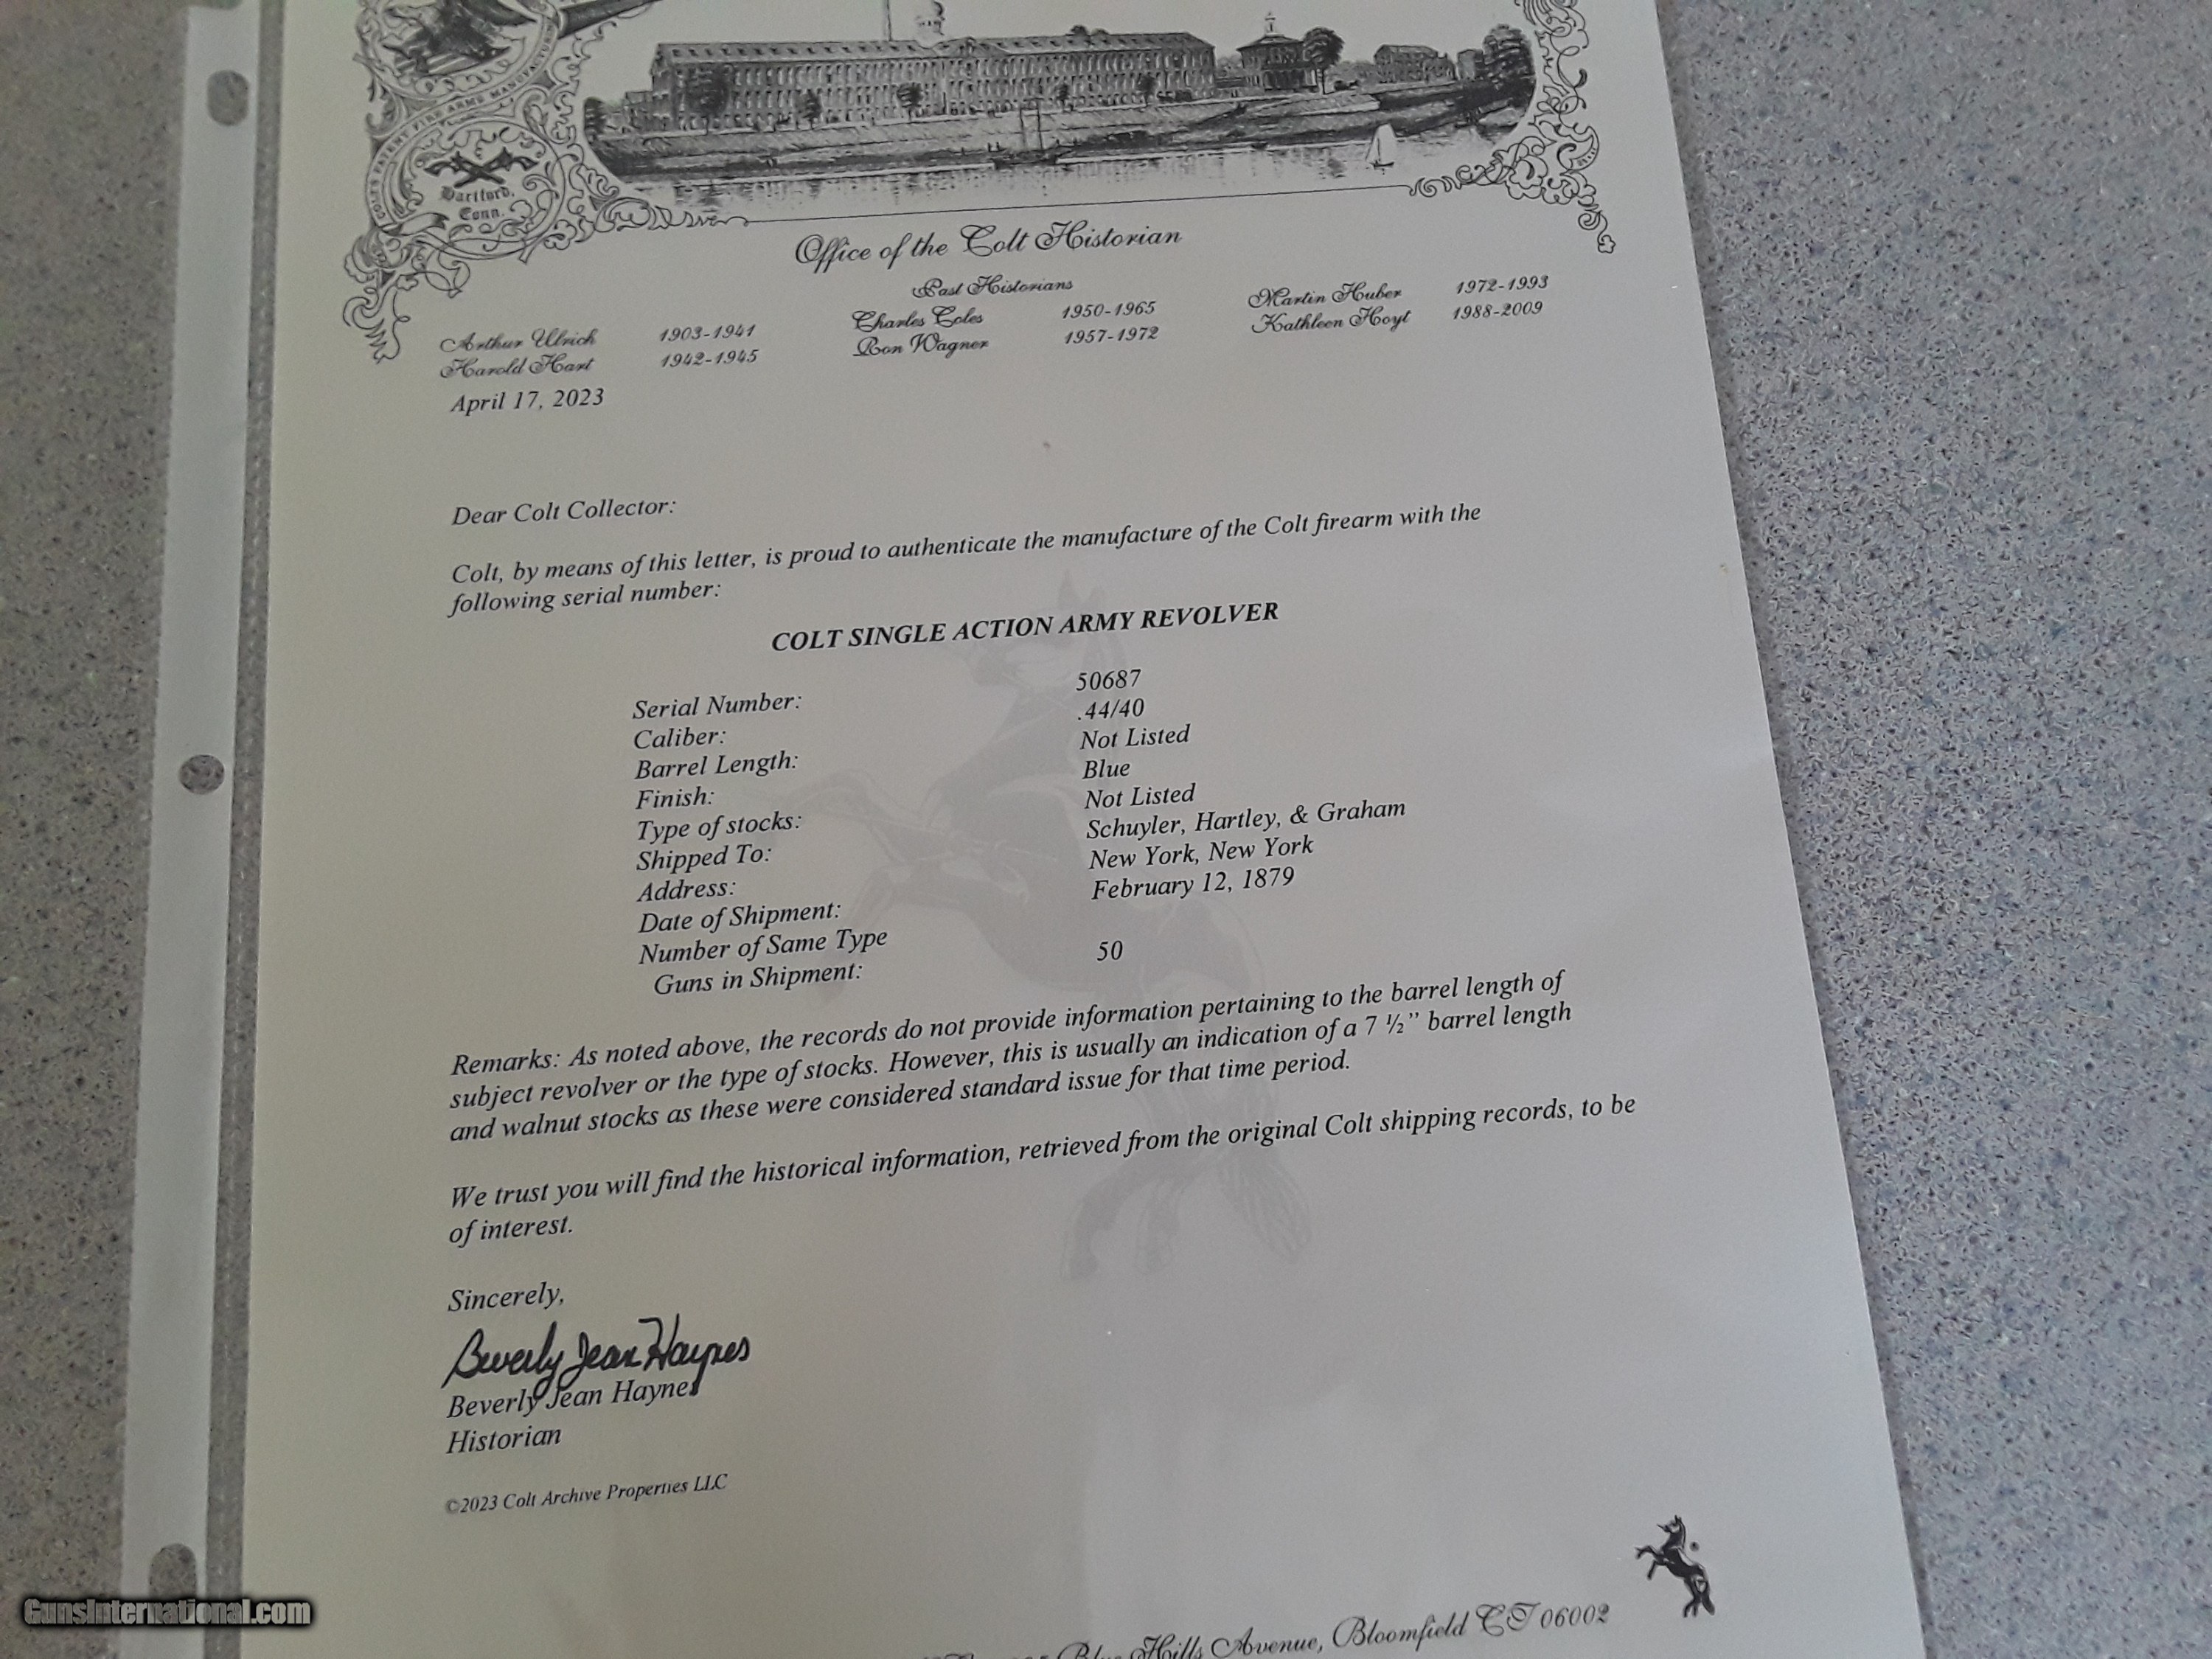 COLT'S PATENT FIRE ARMS MANUFACTURING
Hartford,
Conn.
Office of the Colt Historian
Past Historians
Arthur Ulrich 1903-1941 Charles Coles 1950-1965 Martin Huber 1972-1993
Harold Hart 1942-1945 Ron Wagner 1957-1972 Kathleen Hoyt 1988-2009
April 17, 2023
Dear Colt Collector:
Colt, by means of this letter, is proud to authenticate the manufacture of the Colt firearm with the
following serial number:
COLT SINGLE ACTION ARMY REVOLVER
Serial Number: 50687
Caliber: .44/40
Barrel Length: Not Listed
Finish: Blue
Type of stocks: Not Listed
Shipped To: Schuyler, Hartley, & Graham
Address: New York, New York
Date of Shipment: February 12, 1879
Number of Same Type
Guns in Shipment: 50
Remarks: As noted above, the records do not provide information pertaining to the barrel length of
subject revolver or the type of stocks. However, this is usually an indication of a 7 ½” barrel length
and walnut stocks as these were considered standard issue for that time period.
We trust you will find the historical information, retrieved from the original Colt shipping records, to be
of interest.
Sincerely,
Beverly Jean Haynes
Beverly Jean Haynes
Historian
©2023 Colt Archive Properties LLC
®
Blue Hills Avenue, Bloomfield CT 06002
GunsInternational.com